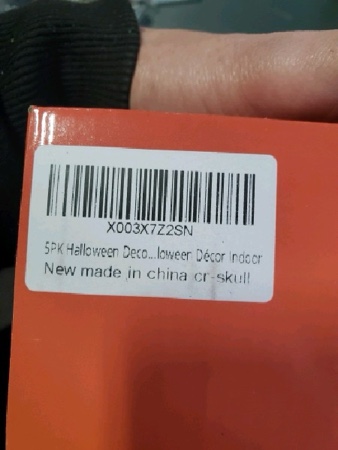 X003X7Z2SN
5PK Halloween Deco...loween Décor Indoor
New made in china cr-skull